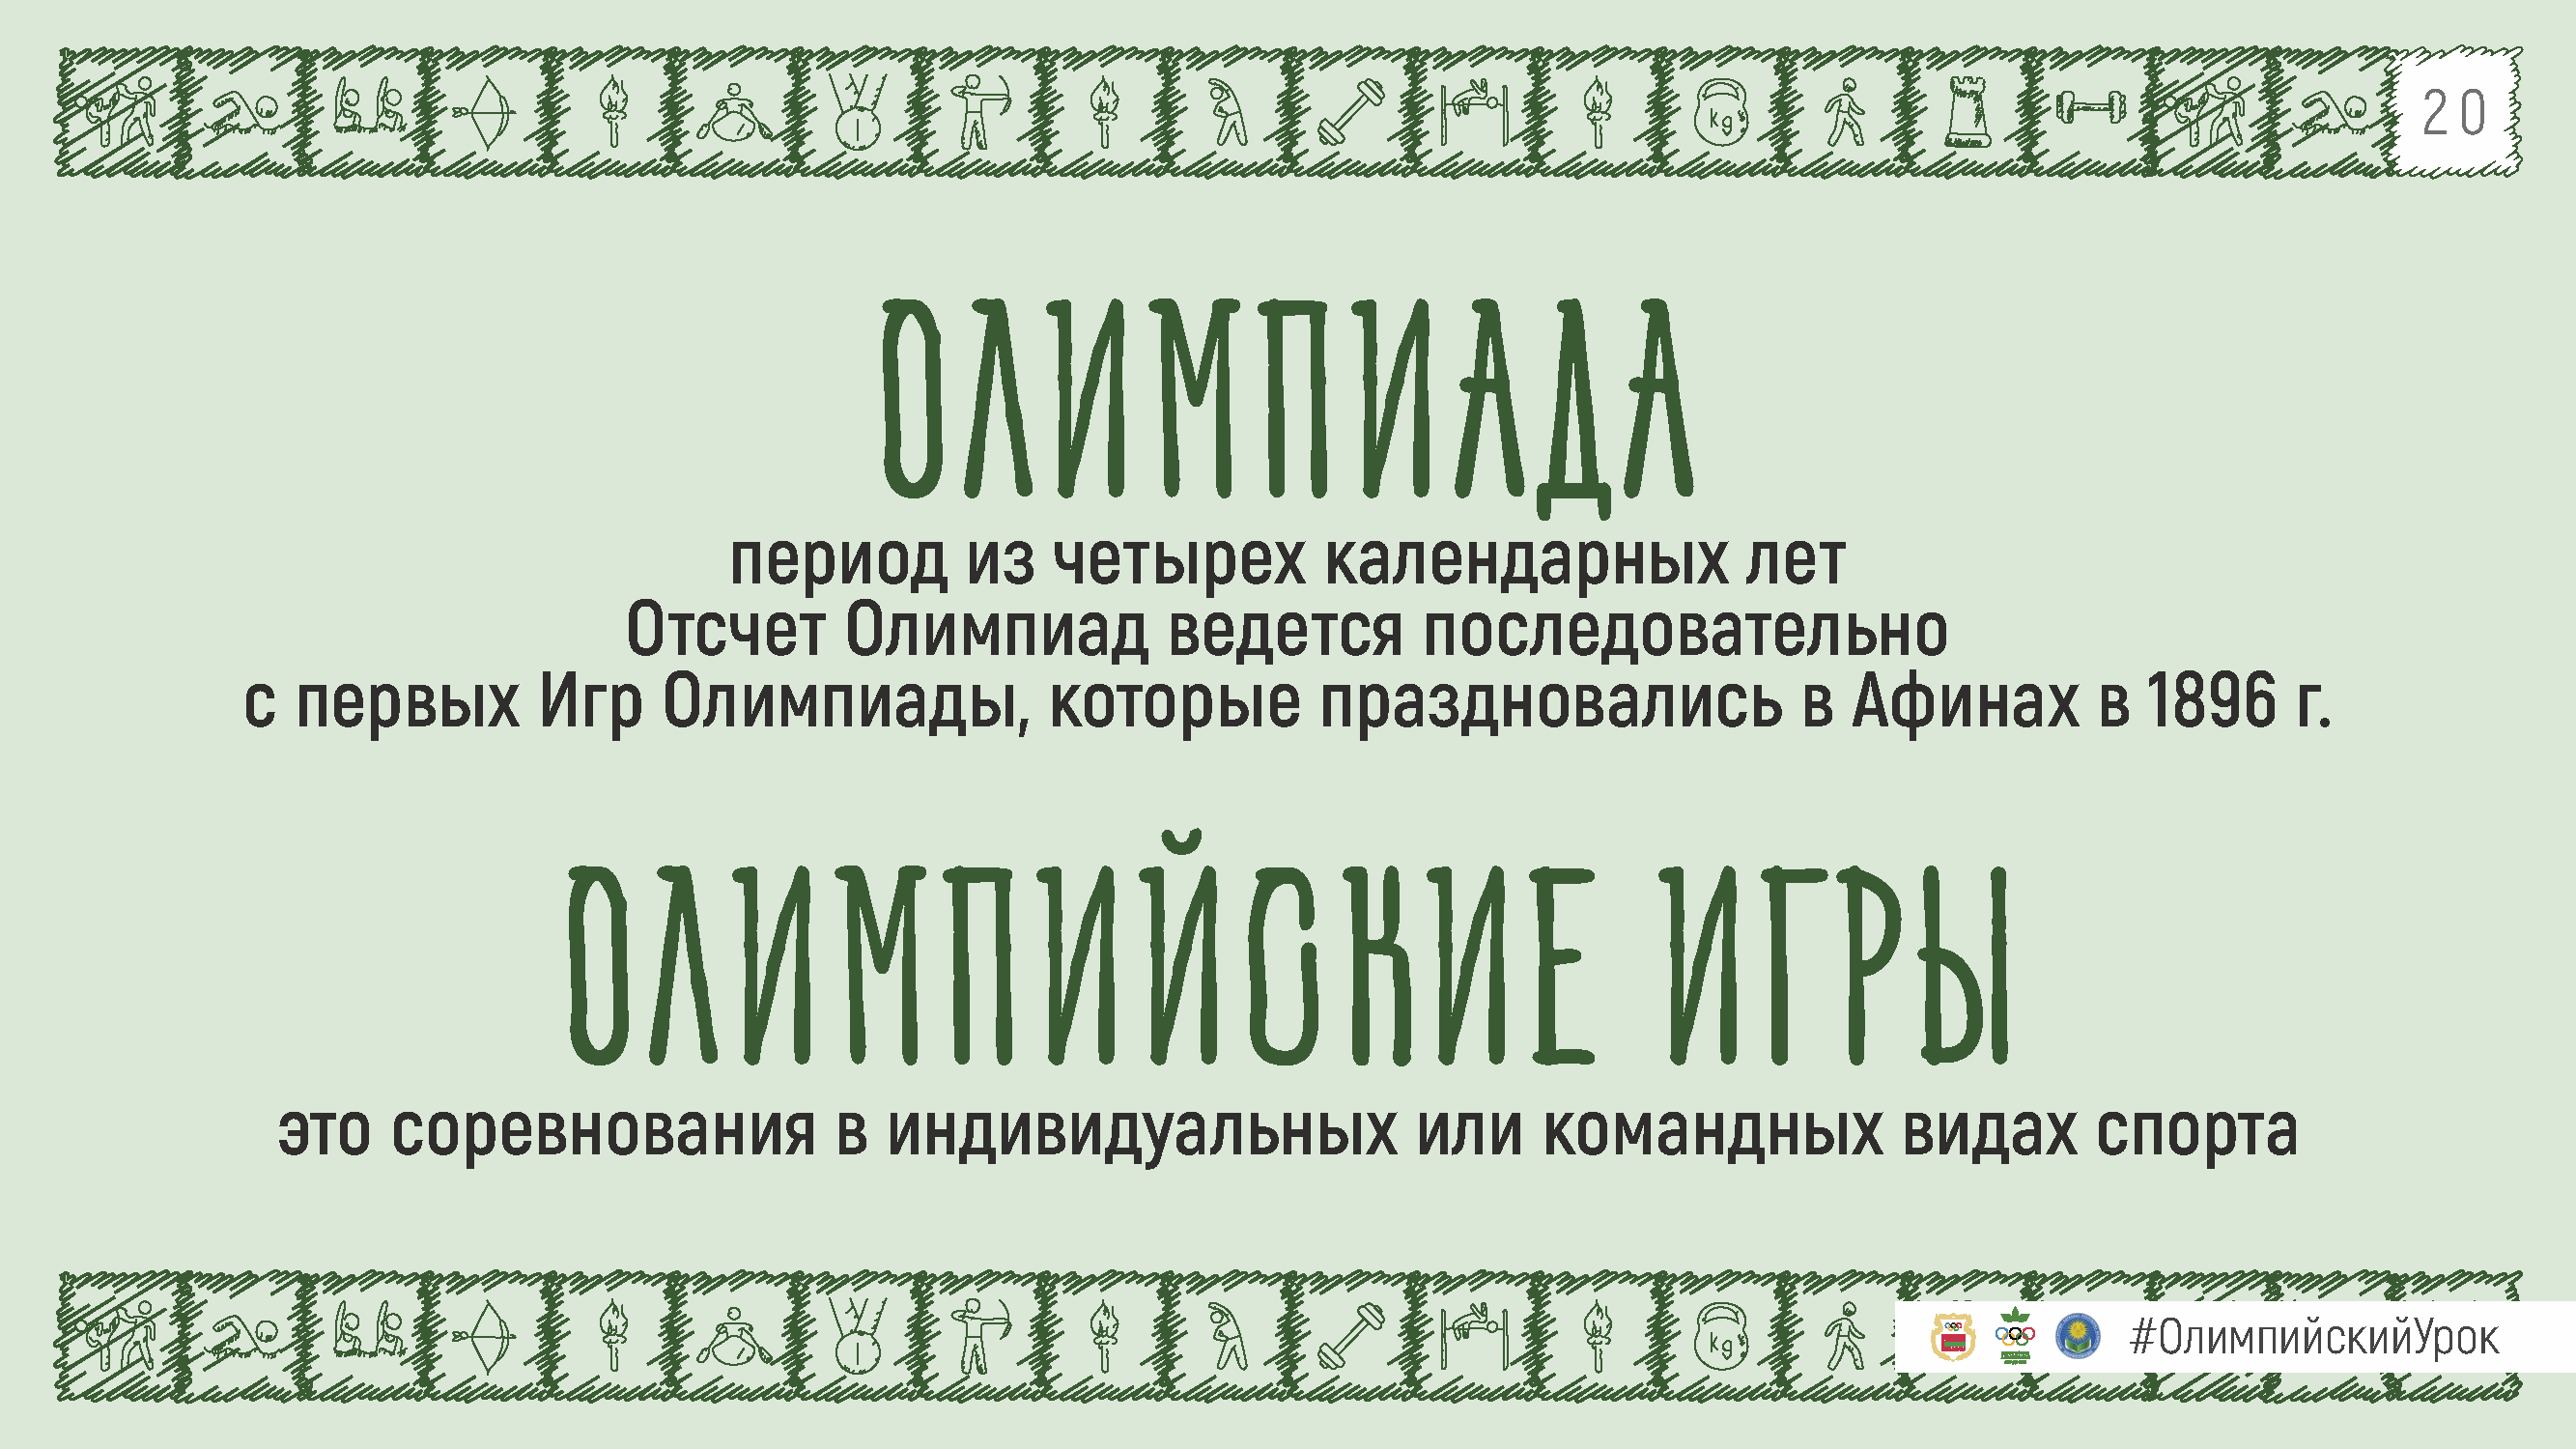 20
ОЛИМПИАДА
период из четырех календарных лет
Отсчет Олимпиад ведется последовательно
с первых Игр Олимпиады, которые праздновались в Афинах в 1896 г.
ОЛИМПИЙСКИЕ ИГРЫ
это соревнования в индивидуальных или командных видах спорта
kg
kg
#ОлимпийскийУрок